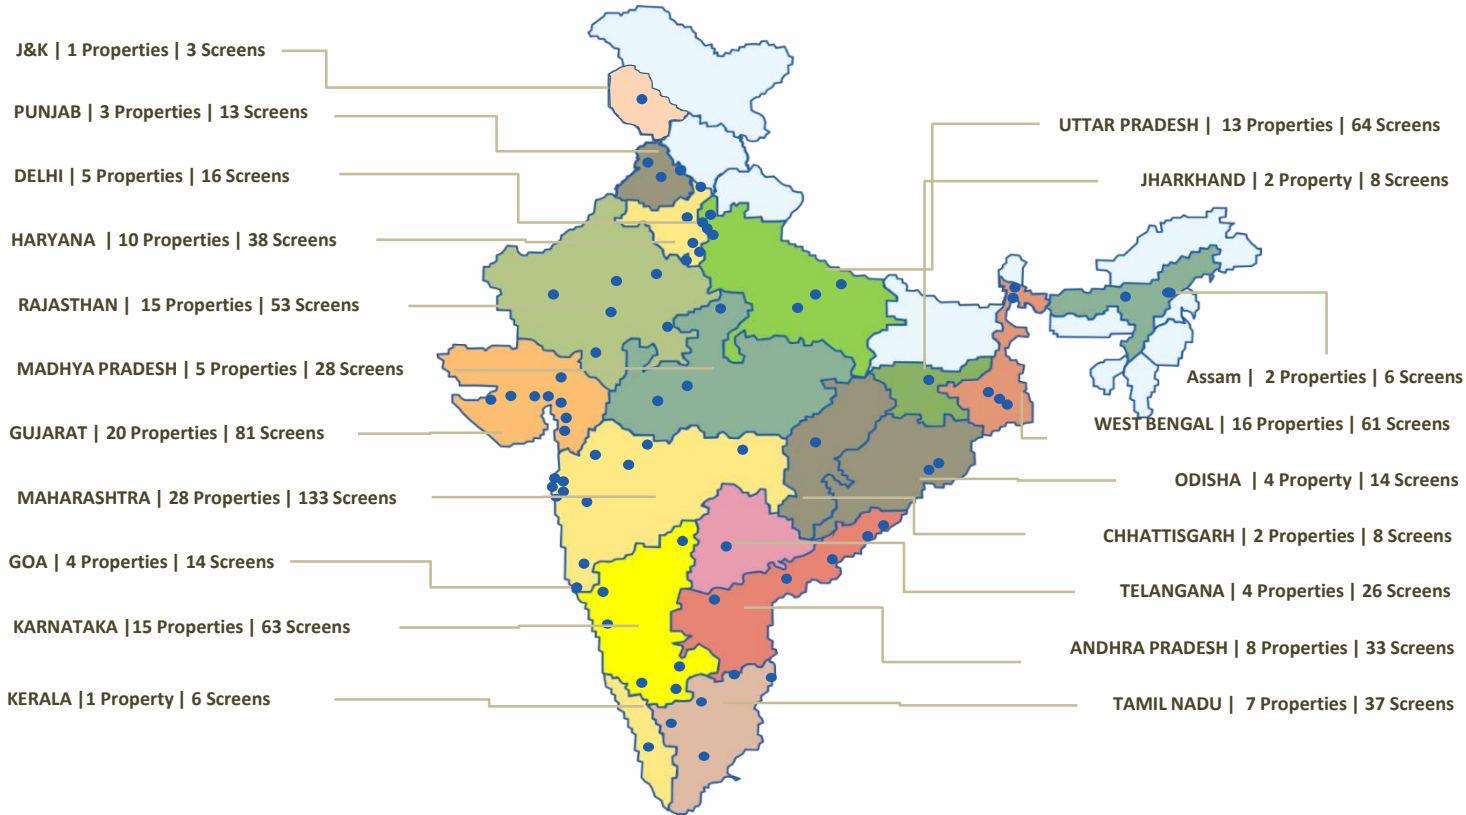 J&K | 1 Properties | 3 Screens
PUNJAB | 3 Properties | 13 Screens
DELHI | 5 Properties | 16 Screens
HARYANA | 10 Properties | 38 Screens
RAJASTHAN | 15 Properties | 53 Screens
MADHYA PRADESH | 5 Properties | 28 Screens
GUJARAT | 20 Properties | 81 Screens
MAHARASHTRA | 28 Properties | 133 Screens
GOA | 4 Properties | 14 Screens
KARNATAKA |15 Properties | 63 Screens
KERALA |1 Property | 6 Screens
UTTAR PRADESH | 13 Properties | 64 Screens
JHARKHAND | 2 Property | 8 Screens
Assam | 2 Properties | 6 Screens
WEST BENGAL | 16 Properties | 61 Screens
ODISHA | 4 Property | 14 Screens
CHHATTISGARH | 2 Properties | 8 Screens
TELANGANA | 4 Properties | 26 Screens
ANDHRA PRADESH | 8 Properties | 33 Screens
TAMIL NADU | 7 Properties | 37 Screens